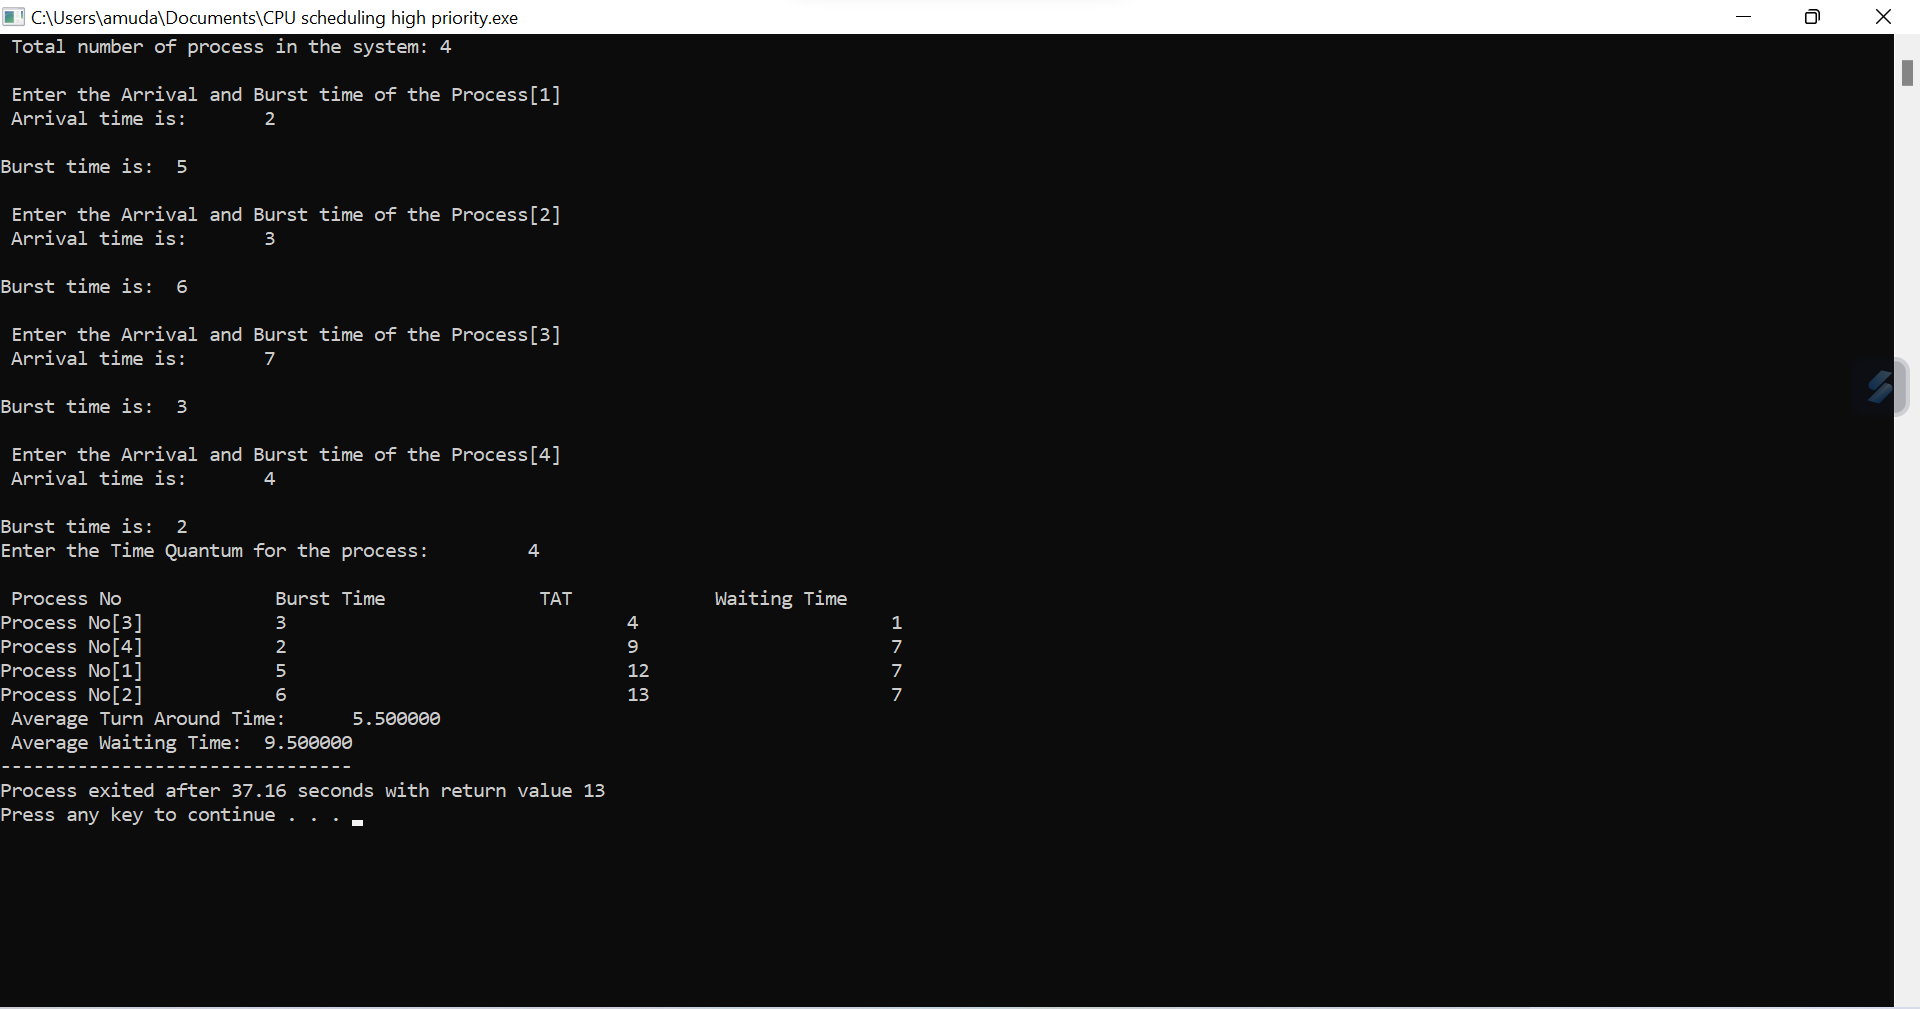 C:\Users\amuda\Documents\CPU scheduling high priority.exe
Total number of process in the system: 4
Enter the Arrival and Burst time of the Process[1]
Arrival time is: 2
Burst time is: 5
Enter the Arrival and Burst time of the Process[2]
Arrival time is: 3
Burst time is: 6
Enter the Arrival and Burst time of the Process[3]
Arrival time is: 7
Burst time is: 3
Enter the Arrival and Burst time of the Process[4]
Arrival time is: 4
Burst time is: 2
Enter the Time Quantum for the process: 4
Process No Burst Time TAT Waiting Time
Process No[3] 3 4 1
Process No[4] 2 9 7
Process No[1] 5 12 7
Process No[2] 6 13 7
Average Turn Around Time: 5.500000
Average Waiting Time: 9.500000
--------------------------------
Process exited after 37.16 seconds with return value 13
Press any key to continue . . .